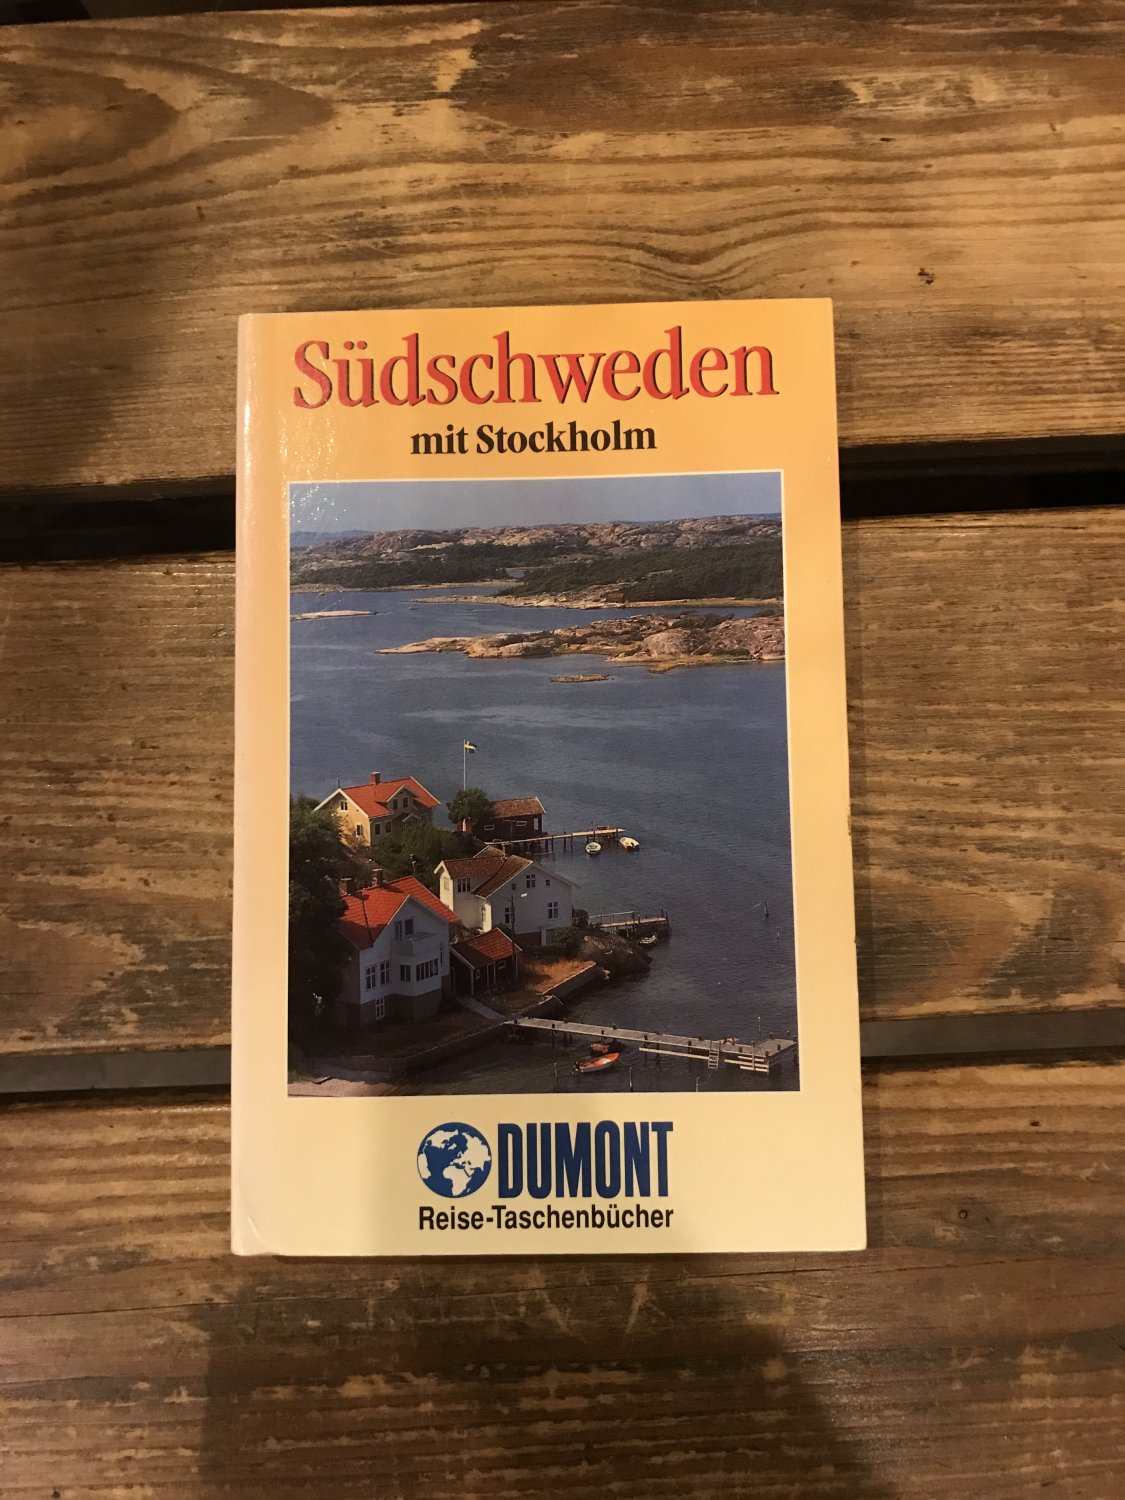 Südschweden
mit Stockholm
DUMONT
Reise-Taschenbücher